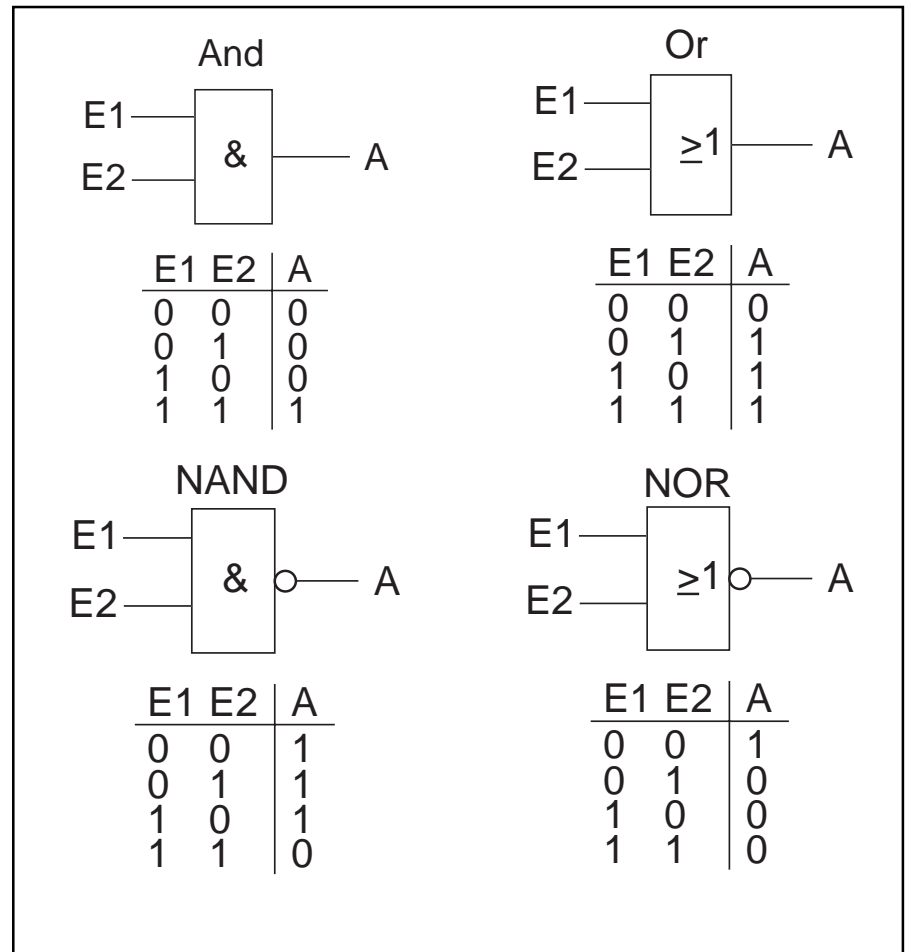 And
E1
E2
&
A
E1 E2 A
0 0 0
0 1 0
1 0 0
1 1 1
Or
E1
E2
≥1
A
E1 E2 A
0 0 0
0 1 1
1 0 1
1 1 1
NAND
E1
E2
&
A
E1 E2 A
0 0 1
0 1 1
1 0 1
1 1 0
NOR
E1
E2
≥1
A
E1 E2 A
0 0 1
0 1 0
1 0 0
1 1 0